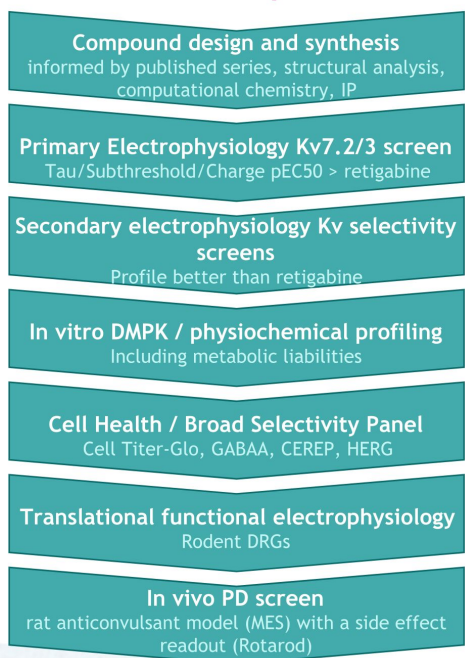 Compound design and synthesis
informed by published series, structural analysis,
computational chemistry, IP
Primary Electrophysiology Kv7.2/3 screen
Tau/Subthreshold/Charge pEC50 > retigabine
Secondary electrophysiology Kv selectivity
screens
Profile better than retigabine
In vitro DMPK / physiochemical profiling
Including metabolic liabilities
Cell Health / Broad Selectivity Panel
Cell Titer-Glo, GABAA, CEREP, HERG
Translational functional electrophysiology
Rodent DRGs
In vivo PD screen
rat anticonvulsant model (MES) with a side effect
readout (Rotarod)